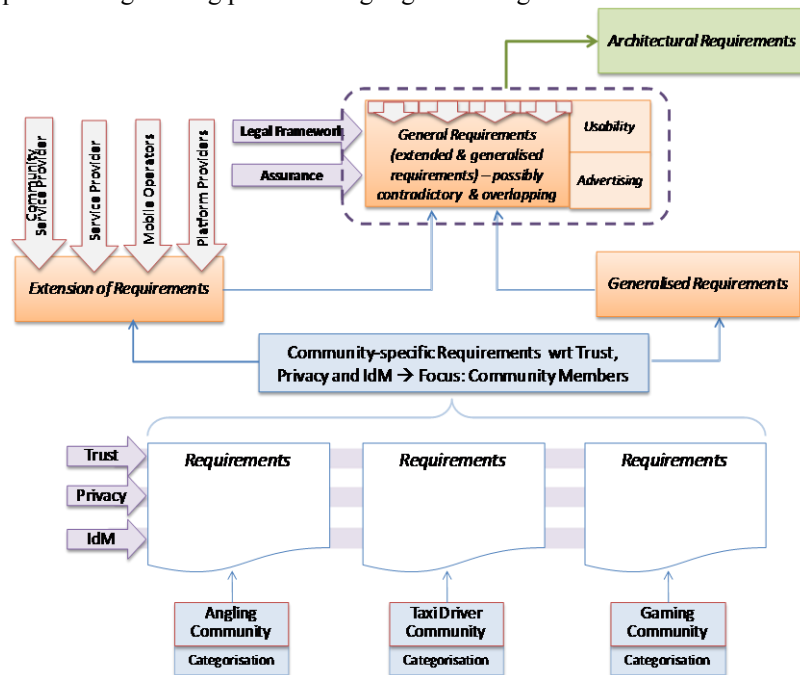 Architectural Requirements
Legal Framework
Assurance
General Requirements
(extended & generalised
requirements) – possibly
contradictory & overlapping
Usability
Advertising
Community
Service Provider
Service Provider
Mobile Operators
Platform Providers
Extension of Requirements
Generalised Requirements
Community-specific Requirements wrt Trust,
Privacy and IdM → Focus: Community Members
Trust
Privacy
IdM
Requirements
Requirements
Requirements
Angling
Community
Categorisation
Taxi Driver
Community
Categorisation
Gaming
Community
Categorisation